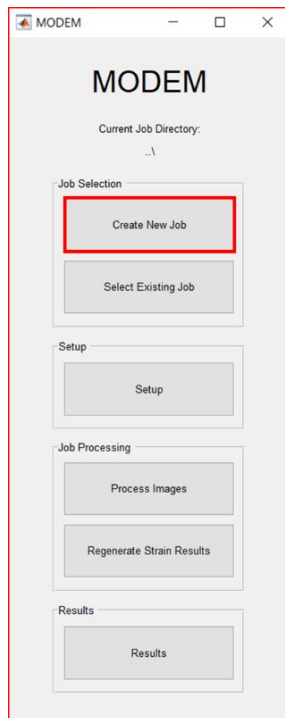 MODEM
MODEM
Current Job Directory:
..\
Job Selection
Create New Job
Select Existing Job
Setup
Setup
Job Processing
Process Images
Regenerate Strain Results
Results
Results